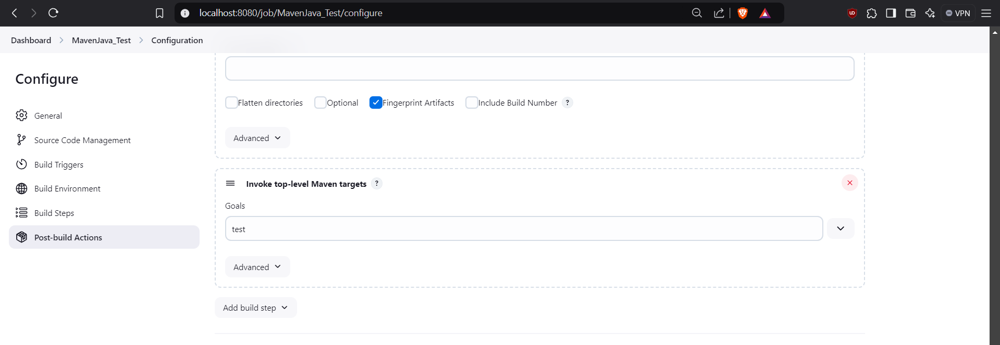 localhost:8080/job/MavenJava_Test/configure
VPN
Dashboard > MavenJava_Test > Configuration
Configure
General
Source Code Management
Build Triggers
Build Environment
Build Steps
Post-build Actions
Flatten directories Optional Fingerprint Artifacts Include Build Number ?
Advanced
Invoke top-level Maven targets ?
Goals
test
Advanced
Add build step